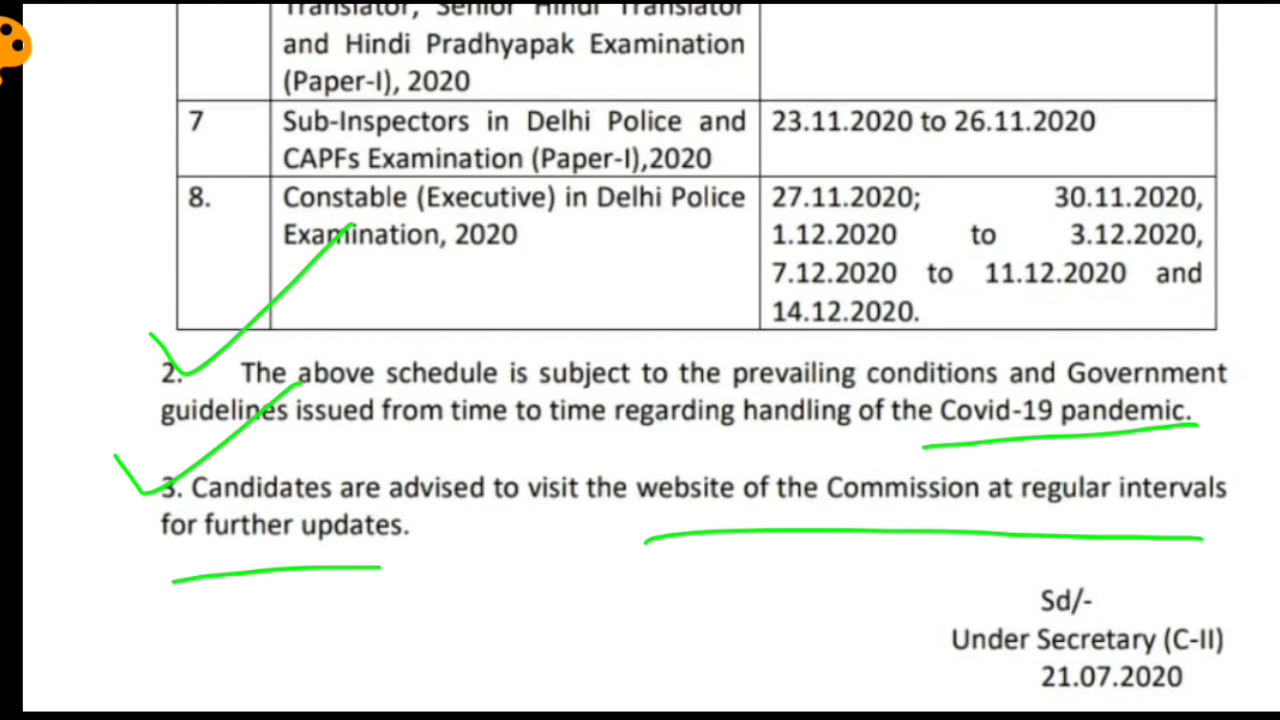 Translator, Senior Hindi Translator
and Hindi Pradhyapak Examination
(Paper-I), 2020
7 Sub-Inspectors in Delhi Police and 23.11.2020 to 26.11.2020
CAPFs Examination (Paper-I),2020
8. Constable (Executive) in Delhi Police 27.11.2020; 30.11.2020,
Examination, 2020 1.12.2020 to 3.12.2020,
7.12.2020 to 11.12.2020 and
14.12.2020.
2. The above schedule is subject to the prevailing conditions and Government
guidelines issued from time to time regarding handling of the Covid-19 pandemic.
3. Candidates are advised to visit the website of the Commission at regular intervals
for further updates.
Sd/-
Under Secretary (C-II)
21.07.2020